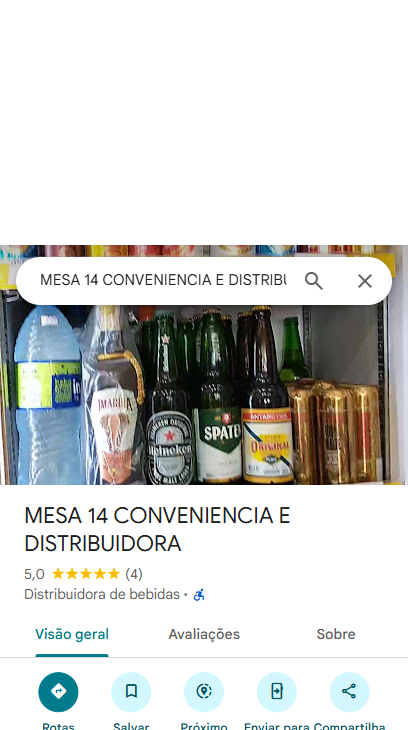 MESA 14 CONVENIENCIA E DISTRIBU
AMARULA
Heineken
SPATEN
ANTARCTICA
ORIGINAL
MESA 14 CONVENIENCIA E
DISTRIBUIDORA
5,0 ★★★★★ (4)
Distribuidora de bebidas ·
Visão geral Avaliações Sobre
Rotas Salvar Próximo Enviar para Compartilha